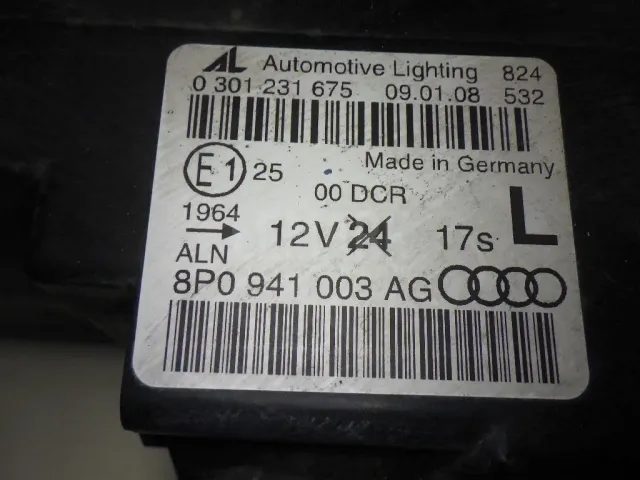 AL Automotive Lighting 824
0 301 231 675 09.01.08 532
E1 25 Made in Germany
00 DCR
1964 12V 24 17s L
ALN
8P0 941 003 AG